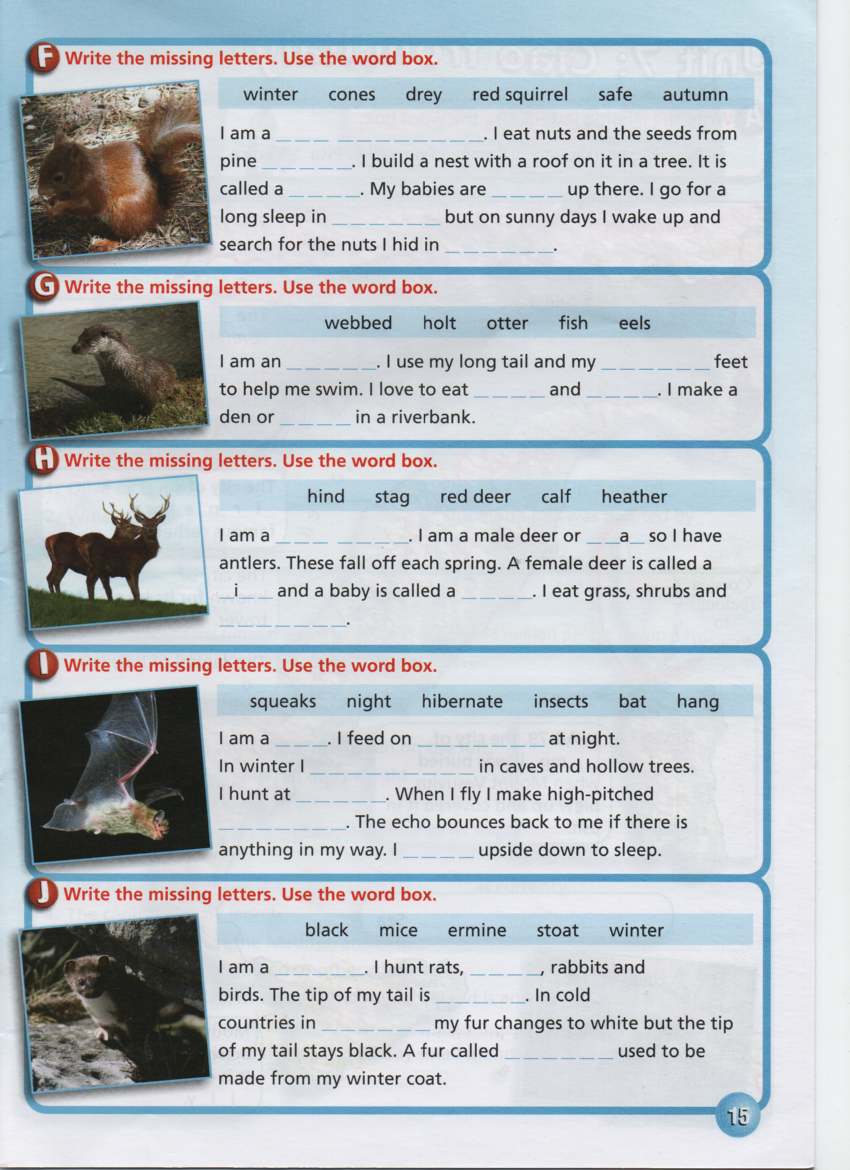 F Write the missing letters. Use the word box.
winter cones drey red squirrel safe autumn
I am a _ _ _ _ _ _ _ _ _ _ _. I eat nuts and the seeds from
pine _ _ _ _ _. I build a nest with a roof on it in a tree. It is
called a _ _ _ _. My babies are _ _ _ _ up there. I go for a
long sleep in _ _ _ _ _ _ but on sunny days I wake up and
search for the nuts I hid in _ _ _ _ _ _.
G Write the missing letters. Use the word box.
webbed holt otter fish eels
I am an _ _ _ _ _. I use my long tail and my _ _ _ _ _ _ feet
to help me swim. I love to eat _ _ _ _ and _ _ _ _. I make a
den or _ _ _ _ in a riverbank.
H Write the missing letters. Use the word box.
hind stag red deer calf heather
I am a _ _ _ _ _ _ _. I am a male deer or _ _ a _ so I have
antlers. These fall off each spring. A female deer is called a
_ i _ _ and a baby is called a _ _ _ _. I eat grass, shrubs and
_ _ _ _ _ _ _.
I Write the missing letters. Use the word box.
squeaks night hibernate insects bat hang
I am a _ _ _. I feed on _ _ _ _ _ _ _ at night.
In winter I _ _ _ _ _ _ _ _ _ in caves and hollow trees.
I hunt at _ _ _ _ _. When I fly I make high-pitched
_ _ _ _ _ _ _. The echo bounces back to me if there is
anything in my way. I _ _ _ _ upside down to sleep.
J Write the missing letters. Use the word box.
black mice ermine stoat winter
I am a _ _ _ _ _. I hunt rats, _ _ _ _, rabbits and
birds. The tip of my tail is _ _ _ _ _. In cold
countries in _ _ _ _ _ _ my fur changes to white but the tip
of my tail stays black. A fur called _ _ _ _ _ _ used to be
made from my winter coat.
15